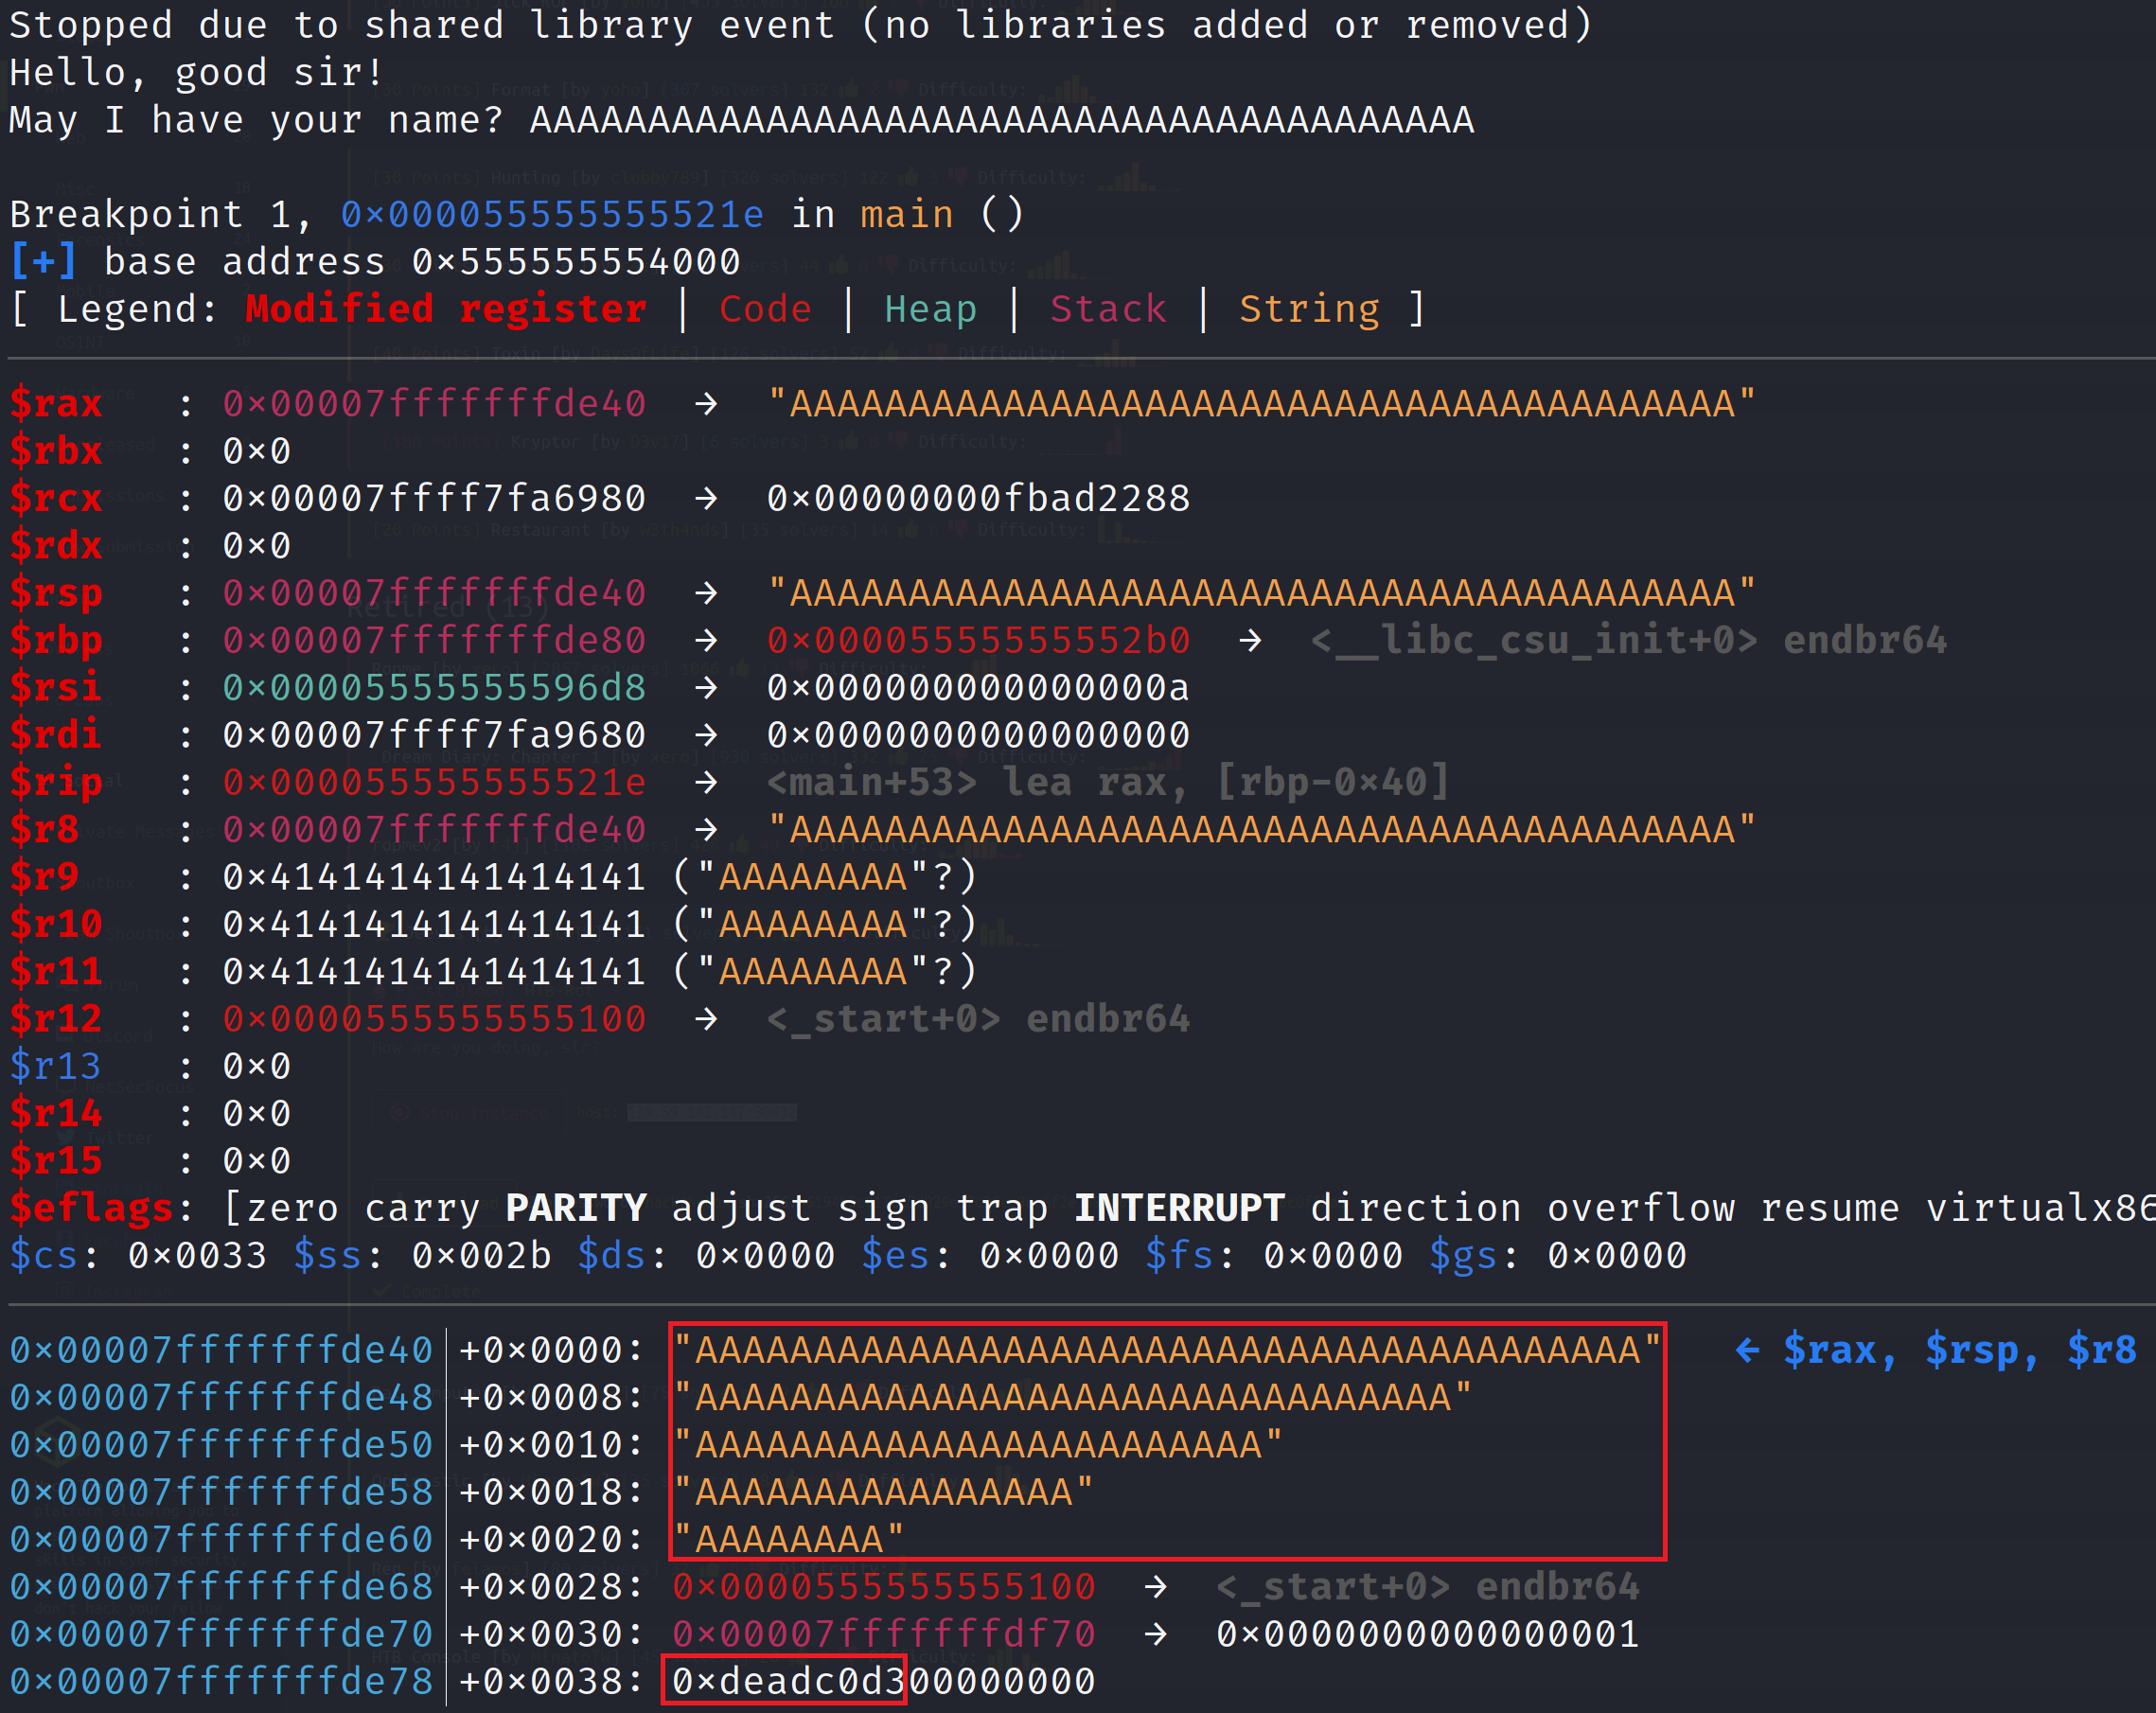 Stopped due to shared library event (no libraries added or removed)
Hello, good sir!
May I have your name? AAAAAAAAAAAAAAAAAAAAAAAAAAAAAAAAAAAAAAAA
Breakpoint 1, 0x000055555555521e in main ()
[+] base address 0x555555554000
[ Legend: Modified register | Code | Heap | Stack | String ]
$rax   : 0x00007fffffffde40  →  "AAAAAAAAAAAAAAAAAAAAAAAAAAAAAAAAAAAAAAAA"
$rbx   : 0x0
$rcx   : 0x00007ffff7fa6980  →  0x00000000fbad2288
$rdx   : 0x0
$rsp   : 0x00007fffffffde40  →  "AAAAAAAAAAAAAAAAAAAAAAAAAAAAAAAAAAAAAAAA"
$rbp   : 0x00007fffffffde80  →  0x00005555555552b0  →  <__libc_csu_init+0> endbr64
$rsi   : 0x00005555555596d8  →  0x000000000000000a
$rdi   : 0x00007ffff7fa9680  →  0x0000000000000000
$rip   : 0x000055555555521e  →  <main+53> lea rax, [rbp-0x40]
$r8    : 0x00007fffffffde40  →  "AAAAAAAAAAAAAAAAAAAAAAAAAAAAAAAAAAAAAAAA"
$r9    : 0x4141414141414141 ("AAAAAAAA"?)
$r10   : 0x4141414141414141 ("AAAAAAAA"?)
$r11   : 0x4141414141414141 ("AAAAAAAA"?)
$r12   : 0x0000555555555100  →  <_start+0> endbr64
$r13   : 0x0
$r14   : 0x0
$r15   : 0x0
$eflags: [zero carry PARITY adjust sign trap INTERRUPT direction overflow resume virtualx86
$cs: 0x0033 $ss: 0x002b $ds: 0x0000 $es: 0x0000 $fs: 0x0000 $gs: 0x0000
0x00007fffffffde40│+0x0000: "AAAAAAAAAAAAAAAAAAAAAAAAAAAAAAAAAAAAAAAA"   ← $rax, $rsp, $r8
0x00007fffffffde48│+0x0008: "AAAAAAAAAAAAAAAAAAAAAAAAAAAAAAAA"
0x00007fffffffde50│+0x0010: "AAAAAAAAAAAAAAAAAAAAAAAA"
0x00007fffffffde58│+0x0018: "AAAAAAAAAAAAAAAA"
0x00007fffffffde60│+0x0020: "AAAAAAAA"
0x00007fffffffde68│+0x0028: 0x0000555555555100  →  <_start+0> endbr64
0x00007fffffffde70│+0x0030: 0x00007fffffffdf70  →  0x0000000000000001
0x00007fffffffde78│+0x0038: 0xdeadc0d300000000